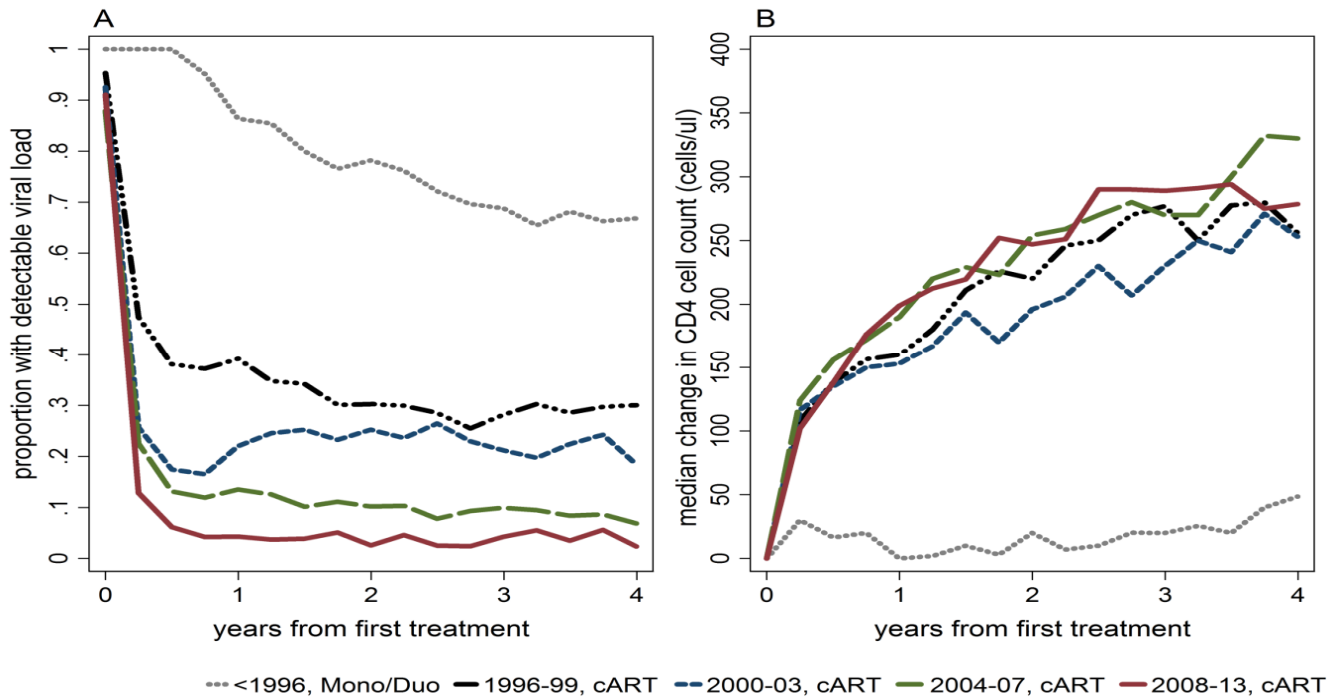 A
proportion with detectable viral load
1
.9
.8
.7
.6
.5
.4
.3
.2
.1
0
0 1 2 3 4
years from first treatment
B
median change in CD4 cell count (cells/ul)
400
350
300
250
200
150
100
50
0
0 1 2 3 4
years from first treatment
<1996, Mono/Duo 1996-99, cART 2000-03, cART 2004-07, cART 2008-13, cART